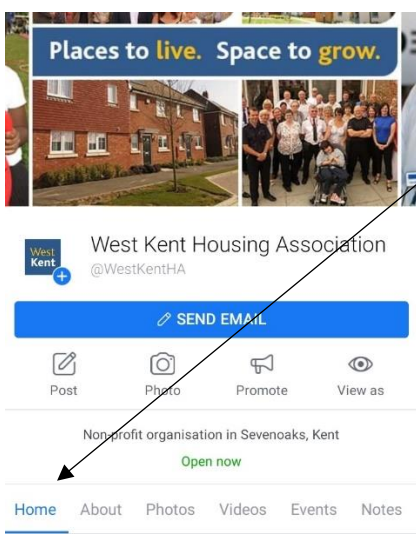 Places to live. Space to grow.
West
Kent
West Kent Housing Association
@WestKentHA
SEND EMAIL
Post Photo Promote View as
Non-profit organisation in Sevenoaks, Kent
Open now
Home About Photos Videos Events Notes